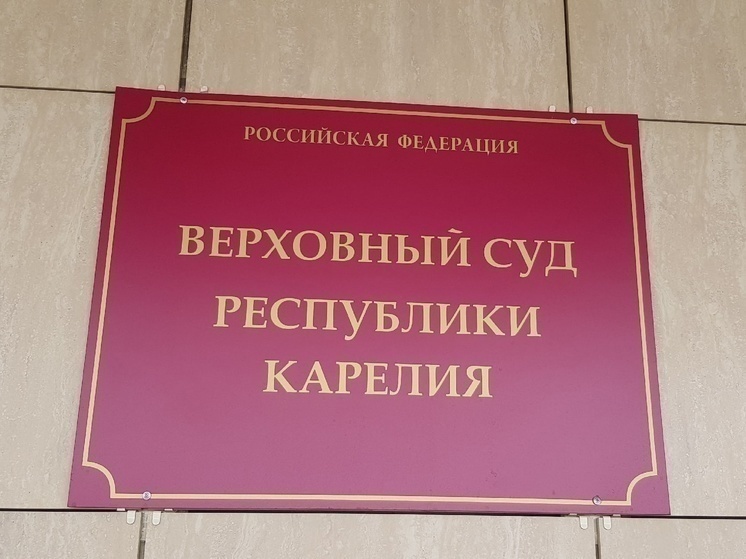 РОССИЙСКАЯ ФЕДЕРАЦИЯ
ВЕРХОВНЫЙ СУД
РЕСПУБЛИКИ
КАРЕЛИЯ